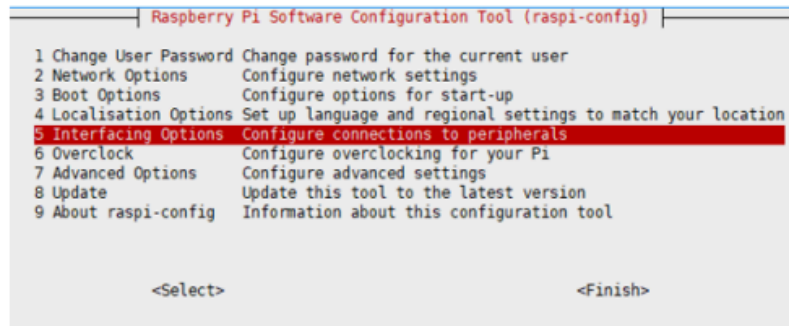 Raspberry Pi Software Configuration Tool (raspi-config)
1 Change User Password Change password for the current user
2 Network Options Configure network settings
3 Boot Options Configure options for start-up
4 Localisation Options Set up language and regional settings to match your location
5 Interfacing Options Configure connections to peripherals
6 Overclock Configure overclocking for your Pi
7 Advanced Options Configure advanced settings
8 Update Update this tool to the latest version
9 About raspi-config Information about this configuration tool
<Select> <Finish>